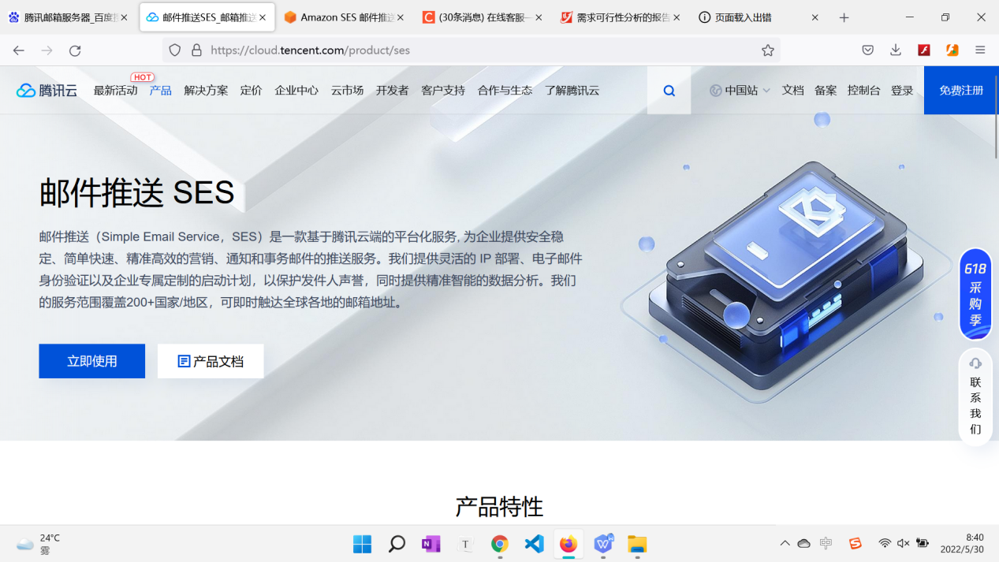 腾讯邮箱服务器_百度搜
邮件推送SES_邮箱推送
Amazon SES 邮件推送
(30条消息) 在线客服一
需求可行性分析的报告
页面载入出错
https://cloud.tencent.com/product/ses
腾讯云
最新活动
HOT
产品
解决方案
定价
企业中心
云市场
开发者
客户支持
合作与生态
了解腾讯云
中国站
文档
备案
控制台
登录
免费注册
邮件推送 SES
邮件推送（Simple Email Service，SES）是一款基于腾讯云端的平台化服务, 为企业提供安全稳
定、简单快速、精准高效的营销、通知和事务邮件的推送服务。我们提供灵活的 IP 部署、电子邮件
身份验证以及企业专属定制的启动计划，以保护发件人声誉，同时提供精准智能的数据分析。我们
的服务范围覆盖200+国家/地区，可即时触达全球各地的邮箱地址。
立即使用
产品文档
618
采
购
季
联
系
我
们
产品特性
24°C
雾
中
8:40
2022/5/30